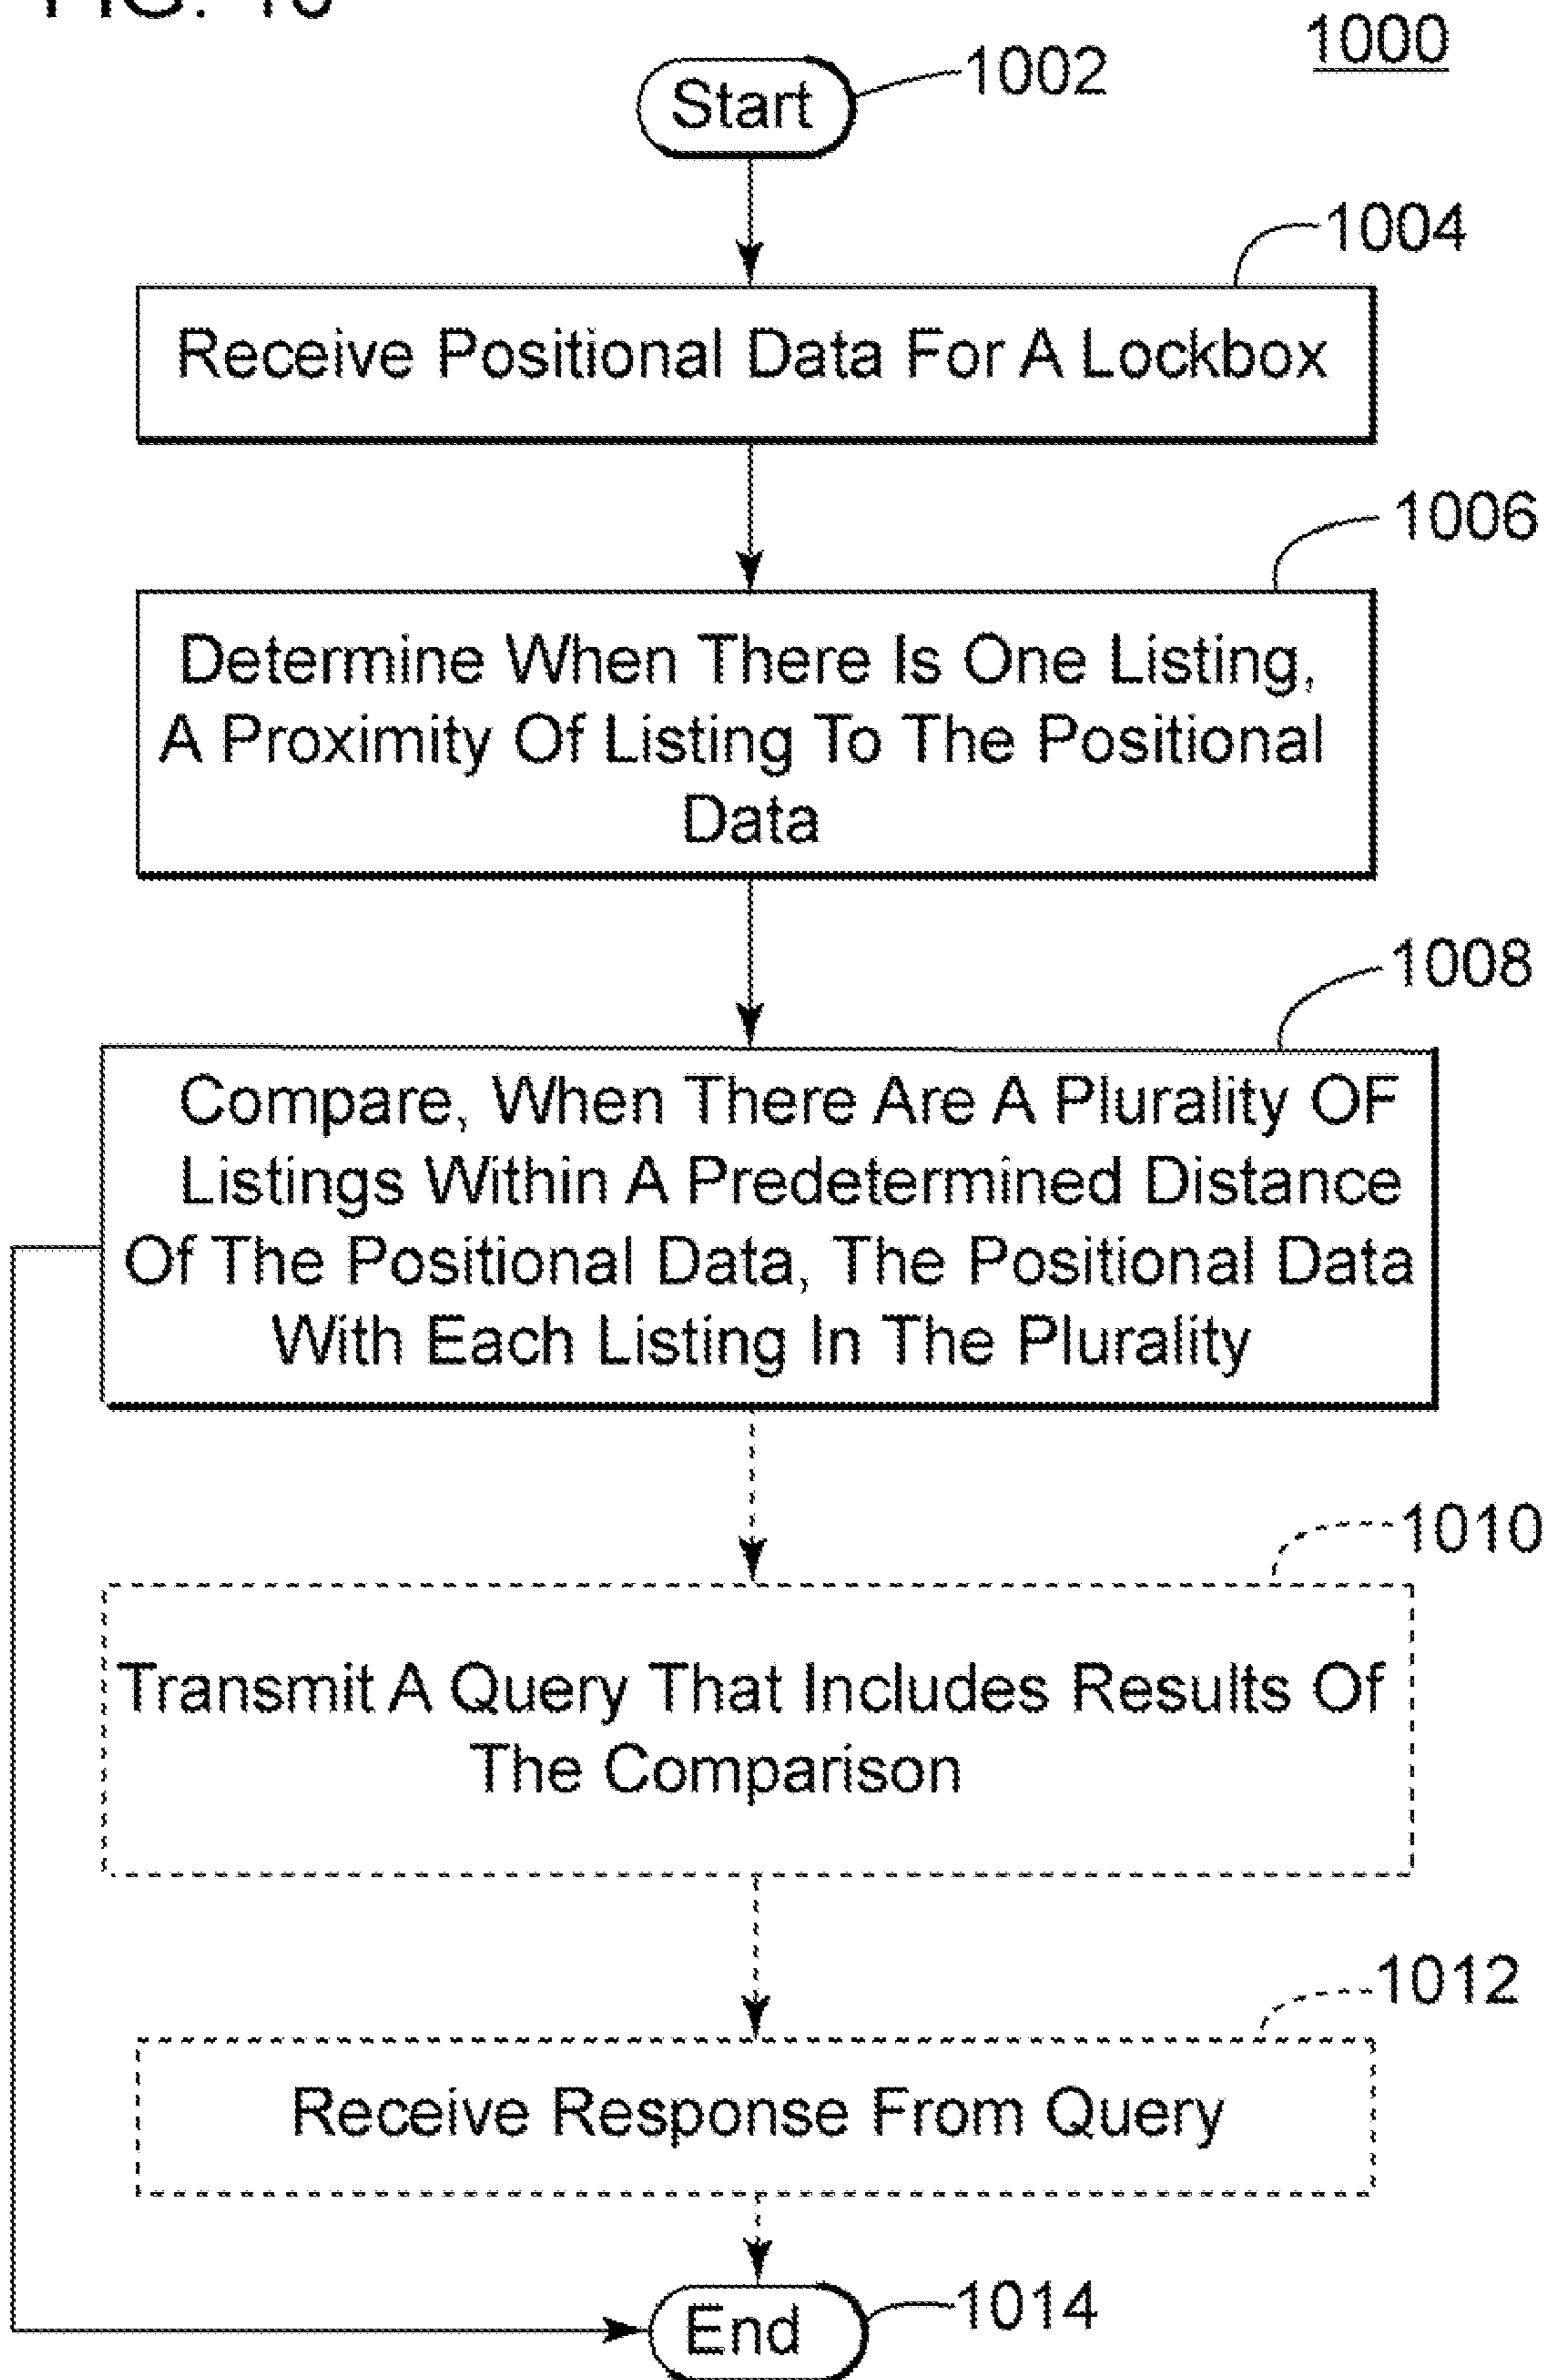 1000
Start
1002
1004
Receive Positional Data For A Lockbox
1006
Determine When There Is One Listing,
A Proximity Of Listing To The Positional
Data
1008
Compare, When There Are A Plurality OF
Listings Within A Predetermined Distance
Of The Positional Data, The Positional Data
With Each Listing In The Plurality
1010
Transmit A Query That Includes Results Of
The Comparison
1012
Receive Response From Query
End
1014